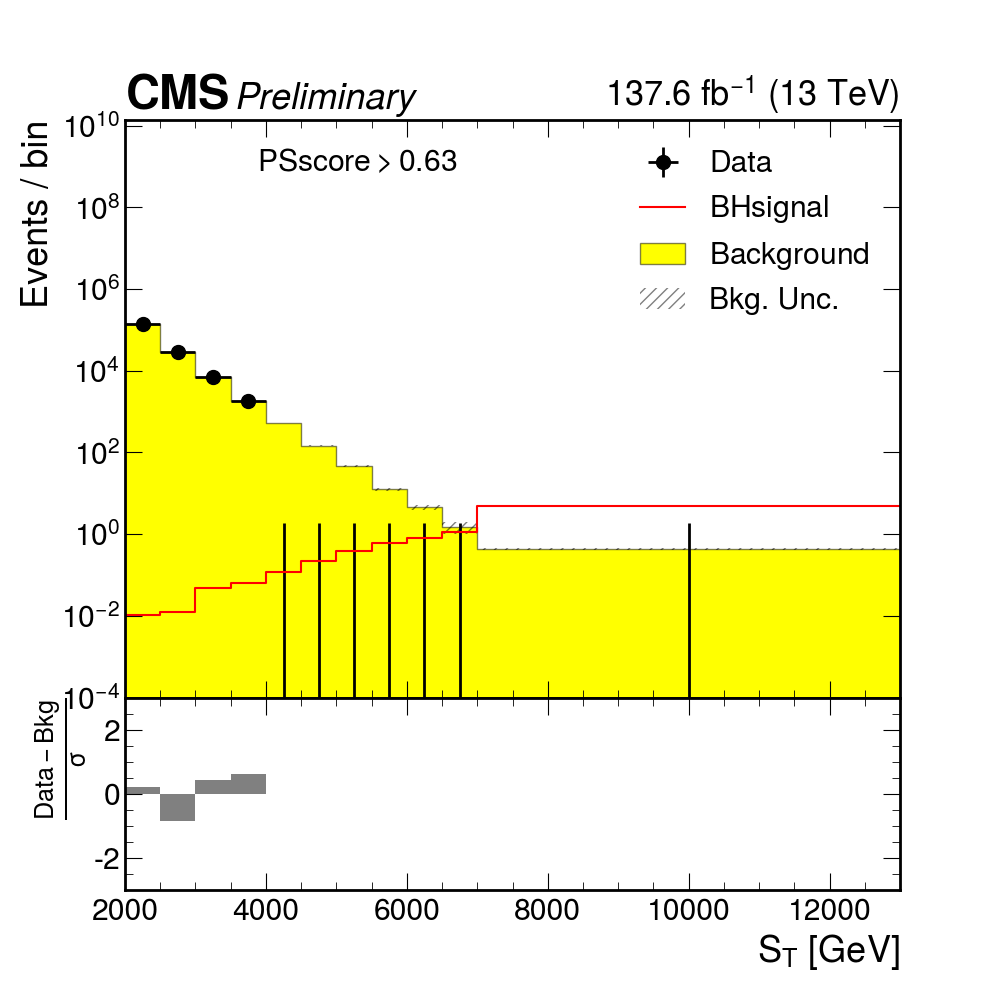 CMS Preliminary 137.6 fb⁻¹ (13 TeV)
Events / bin
PSscore > 0.63
Data
BHsignal
Background
Bkg. Unc.
10¹⁰
10⁸
10⁶
10⁴
10²
10⁰
10⁻²
10⁻⁴
Data − Bkg
σ
2
0
-2
2000 4000 6000 8000 10000 12000
S_T [GeV]